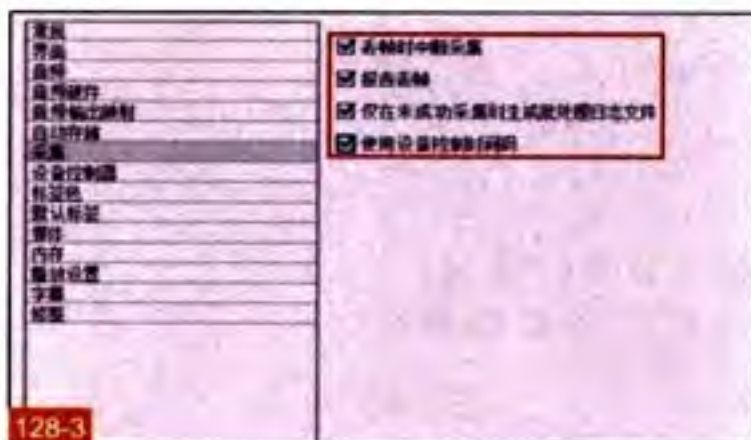 常规
界面
音频
音频硬件
音频输出映射
自动存储
采集
设备控制器
标签色
默认标签
媒体
内存
播放设置
字幕
修整
丢帧时中断采集
报告丢帧
仅在未成功采集时生成批处理日志文件
使用设备控制时间码
128-3